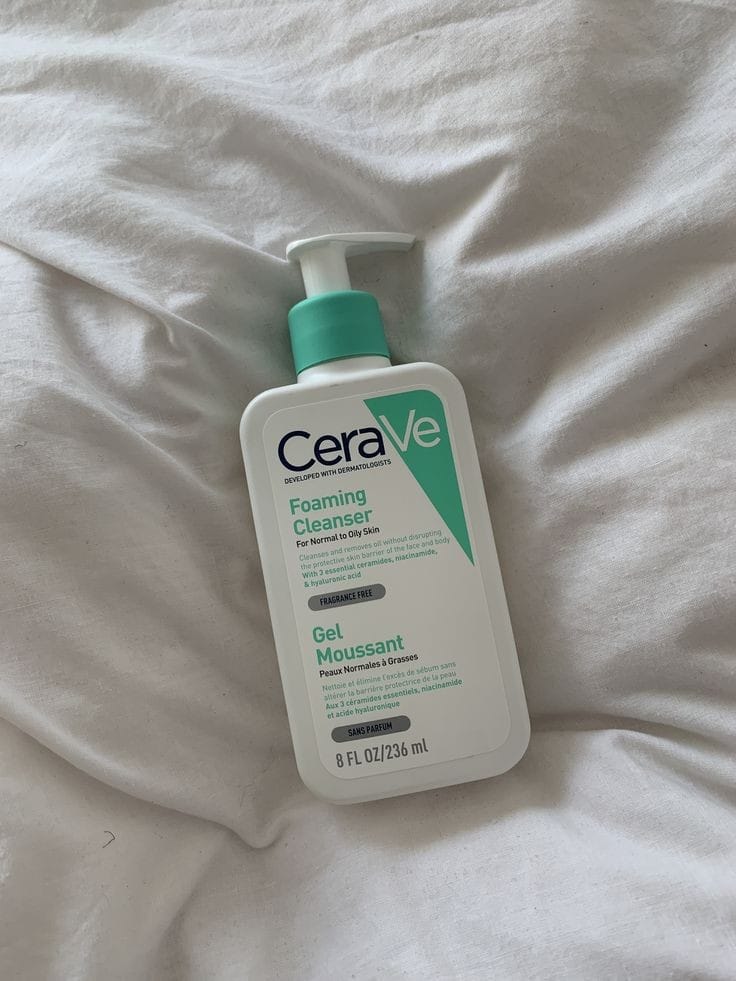 CeraVe
DEVELOPED WITH DERMATOLOGISTS
Foaming
Cleanser
For Normal to Oily Skin
Cleanses and removes oil without disrupting
the protective skin barrier of the face and body
With 3 essential ceramides, niacinamide,
& hyaluronic acid
FRAGRANCE FREE
Gel
Moussant
Peaux Normales à Grasses
Nettoie et élimine l'excès de sébum sans
altérer la barrière protectrice de la peau
Aux 3 céramides essentiels, niacinamide
et acide hyaluronique
SANS PARFUM
8 FL OZ/236 ml